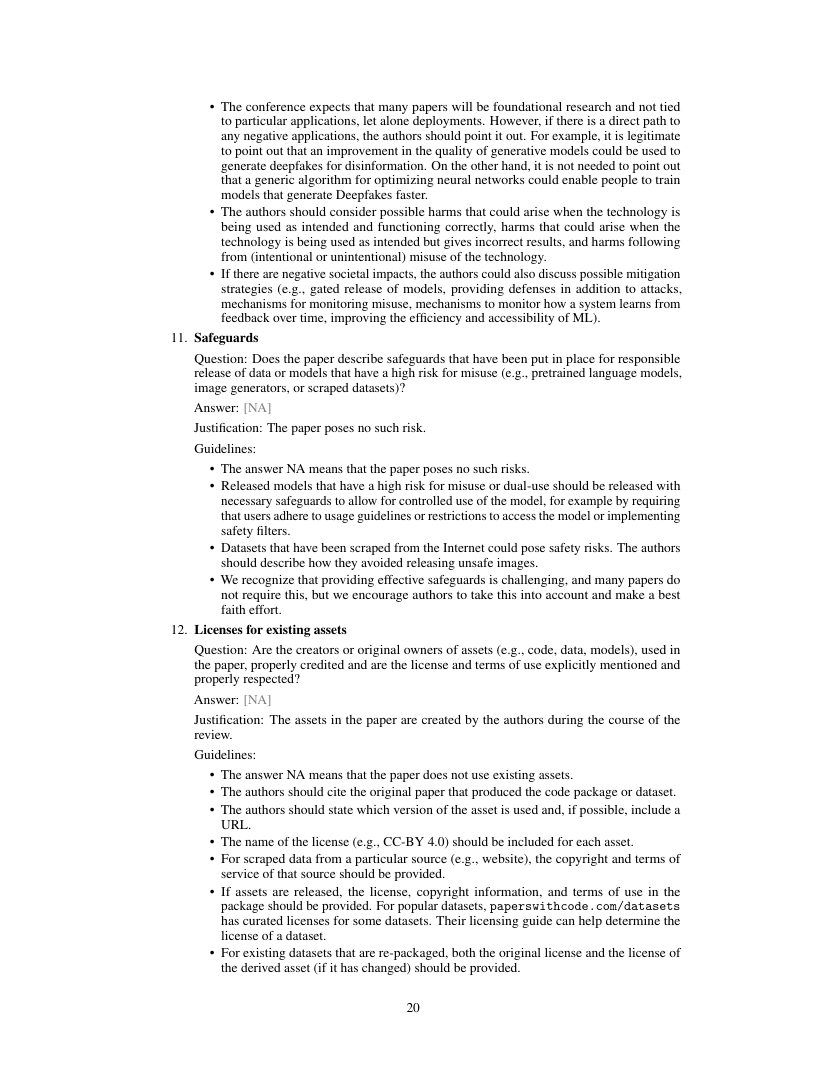 • The conference expects that many papers will be foundational research and not tied
to particular applications, let alone deployments. However, if there is a direct path to
any negative applications, the authors should point it out. For example, it is legitimate
to point out that an improvement in the quality of generative models could be used to
generate deepfakes for disinformation. On the other hand, it is not needed to point out
that a generic algorithm for optimizing neural networks could enable people to train
models that generate Deepfakes faster.
• The authors should consider possible harms that could arise when the technology is
being used as intended and functioning correctly, harms that could arise when the
technology is being used as intended but gives incorrect results, and harms following
from (intentional or unintentional) misuse of the technology.
• If there are negative societal impacts, the authors could also discuss possible mitigation
strategies (e.g., gated release of models, providing defenses in addition to attacks,
mechanisms for monitoring misuse, mechanisms to monitor how a system learns from
feedback over time, improving the efficiency and accessibility of ML).
11. Safeguards
Question: Does the paper describe safeguards that have been put in place for responsible
release of data or models that have a high risk for misuse (e.g., pretrained language models,
image generators, or scraped datasets)?
Answer: [NA]
Justification: The paper poses no such risk.
Guidelines:
• The answer NA means that the paper poses no such risks.
• Released models that have a high risk for misuse or dual-use should be released with
necessary safeguards to allow for controlled use of the model, for example by requiring
that users adhere to usage guidelines or restrictions to access the model or implementing
safety filters.
• Datasets that have been scraped from the Internet could pose safety risks. The authors
should describe how they avoided releasing unsafe images.
• We recognize that providing effective safeguards is challenging, and many papers do
not require this, but we encourage authors to take this into account and make a best
faith effort.
12. Licenses for existing assets
Question: Are the creators or original owners of assets (e.g., code, data, models), used in
the paper, properly credited and are the license and terms of use explicitly mentioned and
properly respected?
Answer: [NA]
Justification: The assets in the paper are created by the authors during the course of the
review.
Guidelines:
• The answer NA means that the paper does not use existing assets.
• The authors should cite the original paper that produced the code package or dataset.
• The authors should state which version of the asset is used and, if possible, include a
URL.
• The name of the license (e.g., CC-BY 4.0) should be included for each asset.
• For scraped data from a particular source (e.g., website), the copyright and terms of
service of that source should be provided.
• If assets are released, the license, copyright information, and terms of use in the
package should be provided. For popular datasets, paperswithcode.com/datasets
has curated licenses for some datasets. Their licensing guide can help determine the
license of a dataset.
• For existing datasets that are re-packaged, both the original license and the license of
the derived asset (if it has changed) should be provided.
20